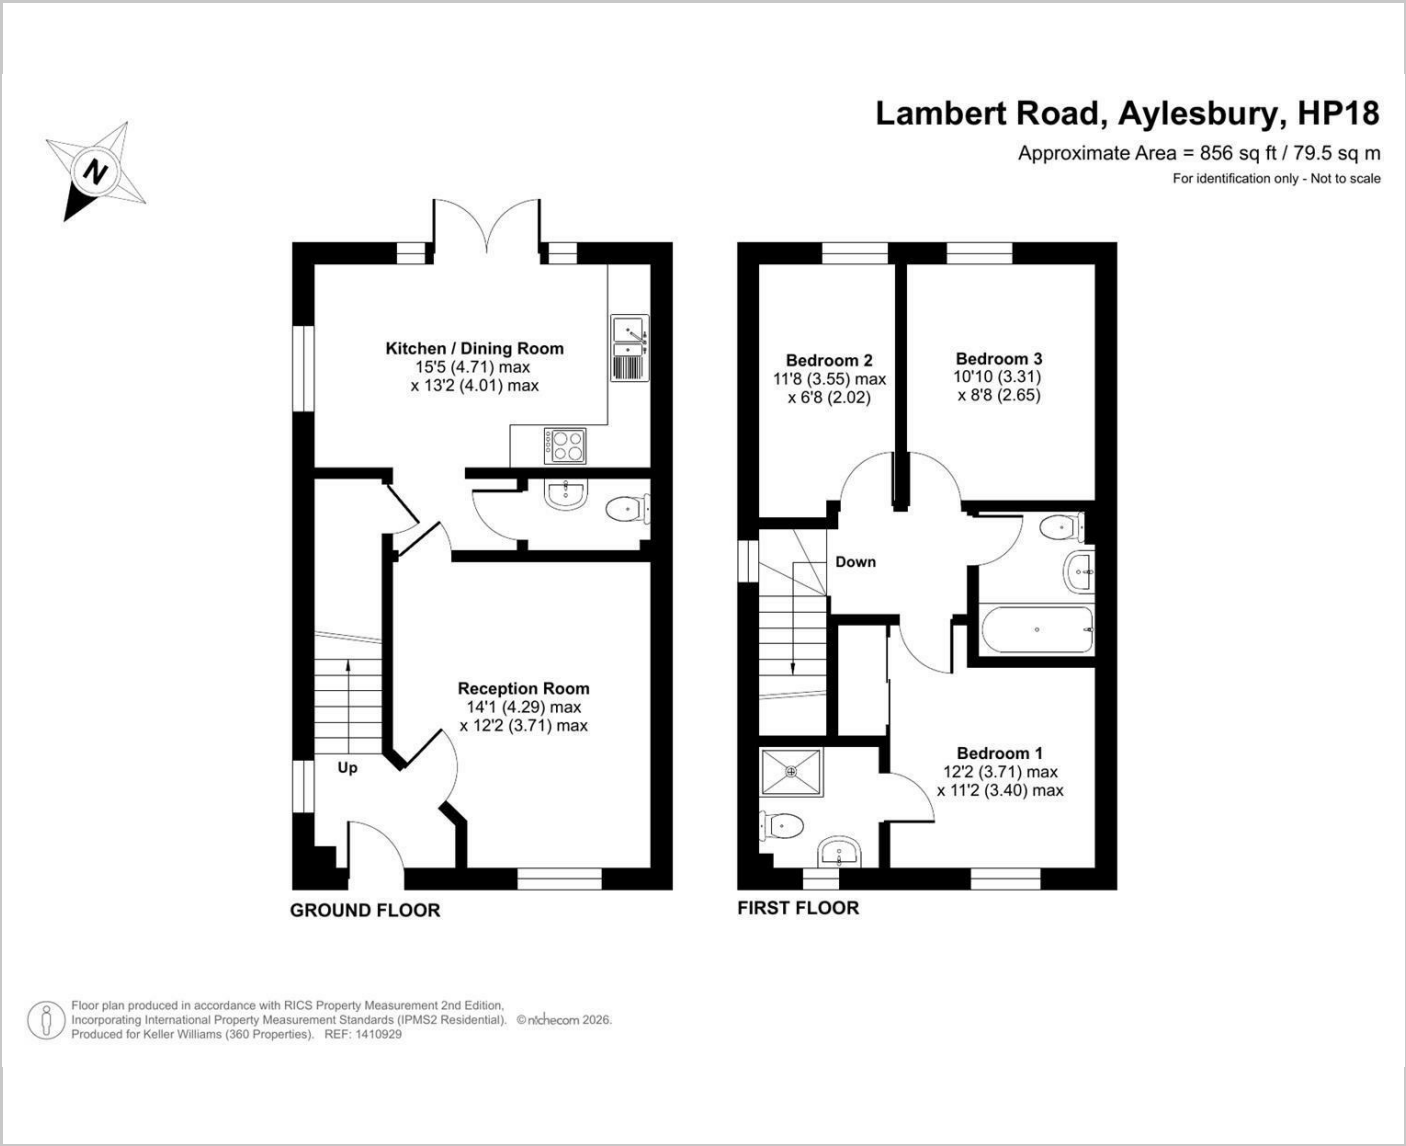 Lambert Road, Aylesbury, HP18
Approximate Area = 856 sq ft / 79.5 sq m
For identification only - Not to scale
N
Kitchen / Dining Room
15'5 (4.71) max
x 13'2 (4.01) max
Reception Room
14'1 (4.29) max
x 12'2 (3.71) max
Up
GROUND FLOOR
Bedroom 2
11'8 (3.55) max
x 6'8 (2.02)
Bedroom 3
10'10 (3.31)
x 8'8 (2.65)
Down
Bedroom 1
12'2 (3.71) max
x 11'2 (3.40) max
FIRST FLOOR
Floor plan produced in accordance with RICS Property Measurement 2nd Edition,
Incorporating International Property Measurement Standards (IPMS2 Residential). © nichecom 2026.
Produced for Keller Williams (360 Properties). REF: 1410929